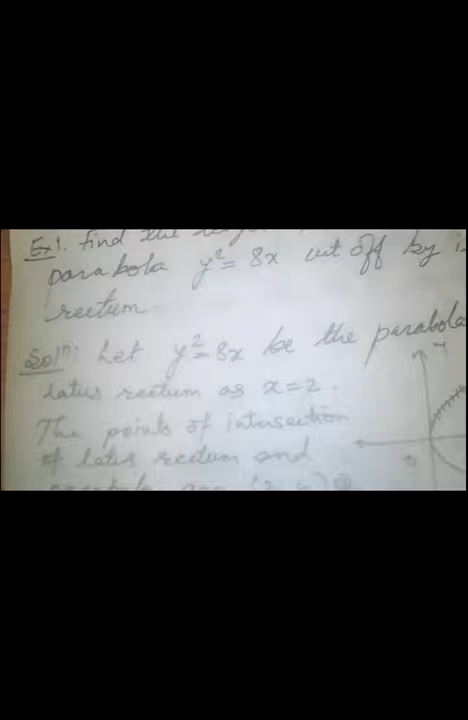 Ex1. Find the
parabola y²= 8x cut off by
rectum.
Solⁿ: Let y²=8x be the parabola
latus rectum as x=2.
The points of intersection
of latus rectum and